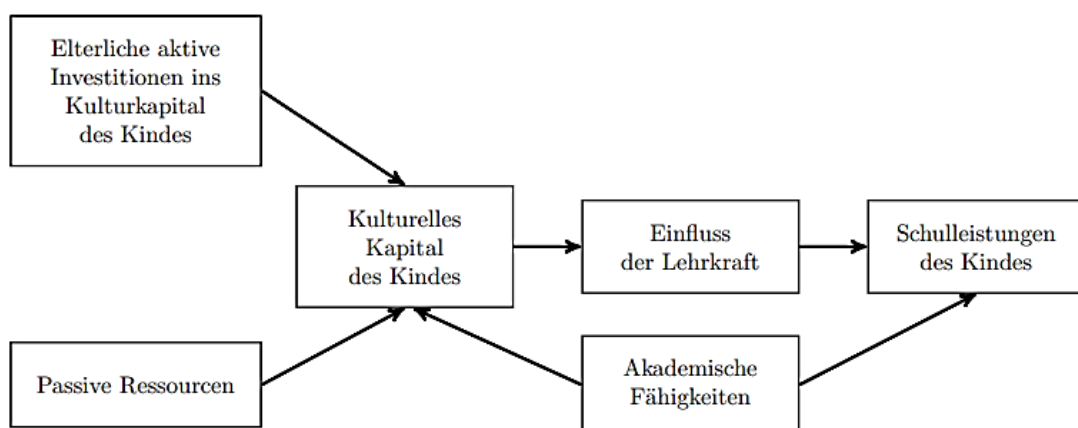 Elterliche aktive
Investitionen ins
Kulturkapital
des Kindes
Kulturelles
Kapital
des Kindes
Einfluss
der Lehrkraft
Schulleistungen
des Kindes
Passive Ressourcen
Akademische
Fähigkeiten